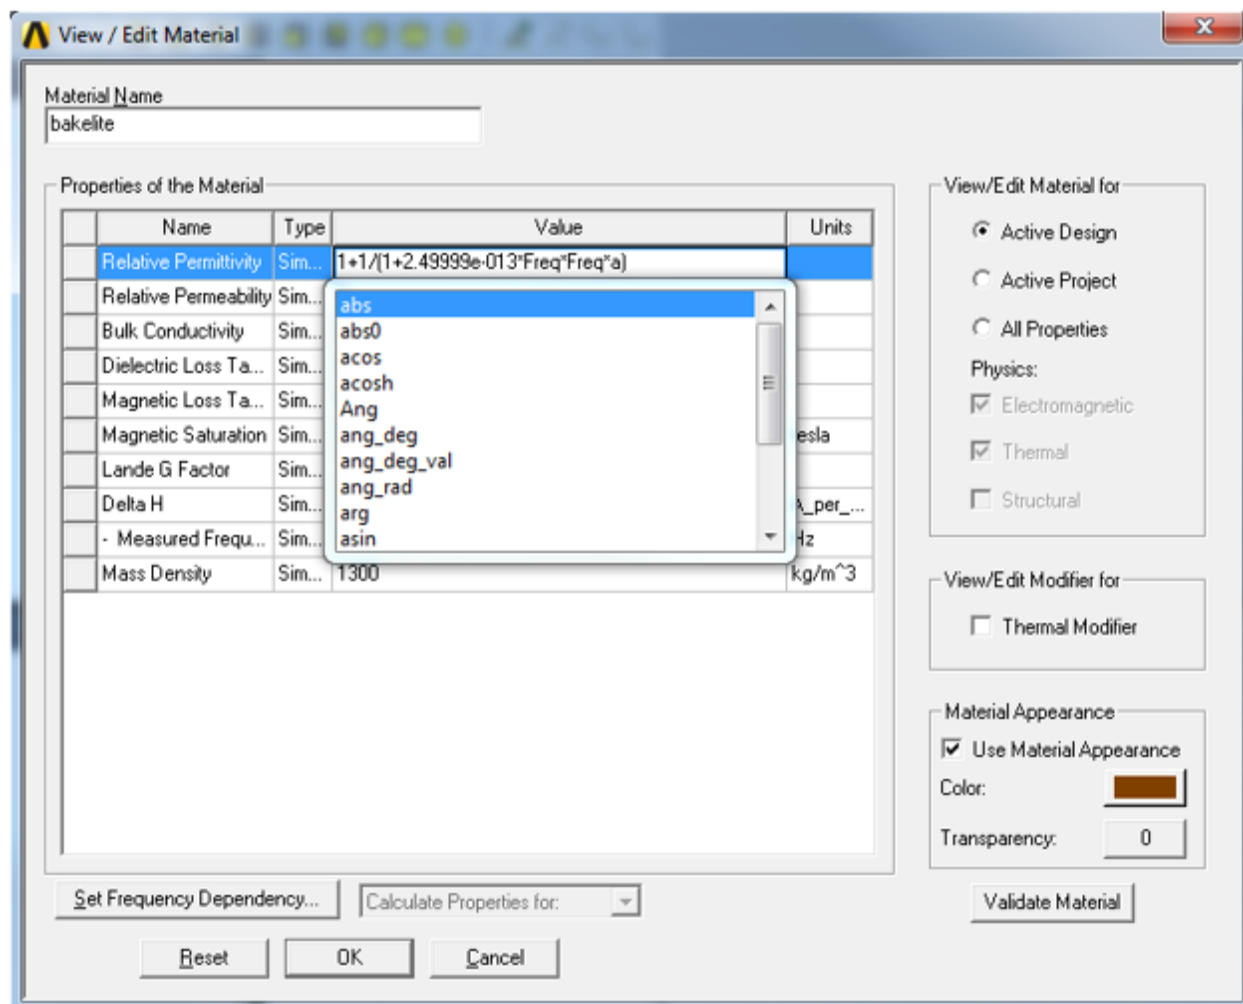 View / Edit Material
Material Name
bakelite
Properties of the Material
Name Type Value Units
Relative Permittivity Sim... 1+1/(1+2.49999e-013*Freq*Freq*a)
Relative Permeability Sim...
Bulk Conductivity Sim...
Dielectric Loss Ta... Sim...
Magnetic Loss Ta... Sim...
Magnetic Saturation Sim... esla
Lande G Factor Sim...
Delta H Sim... A_per_...
- Measured Frequ... Sim... Hz
Mass Density Sim... 1300 kg/m^3
abs
abs0
acos
acosh
Ang
ang_deg
ang_deg_val
ang_rad
arg
asin
View/Edit Material for
Active Design
Active Project
All Properties
Physics:
Electromagnetic
Thermal
Structural
View/Edit Modifier for
Thermal Modifier
Material Appearance
Use Material Appearance
Color:
Transparency: 0
Set Frequency Dependency... Calculate Properties for:
Validate Material
Reset OK Cancel